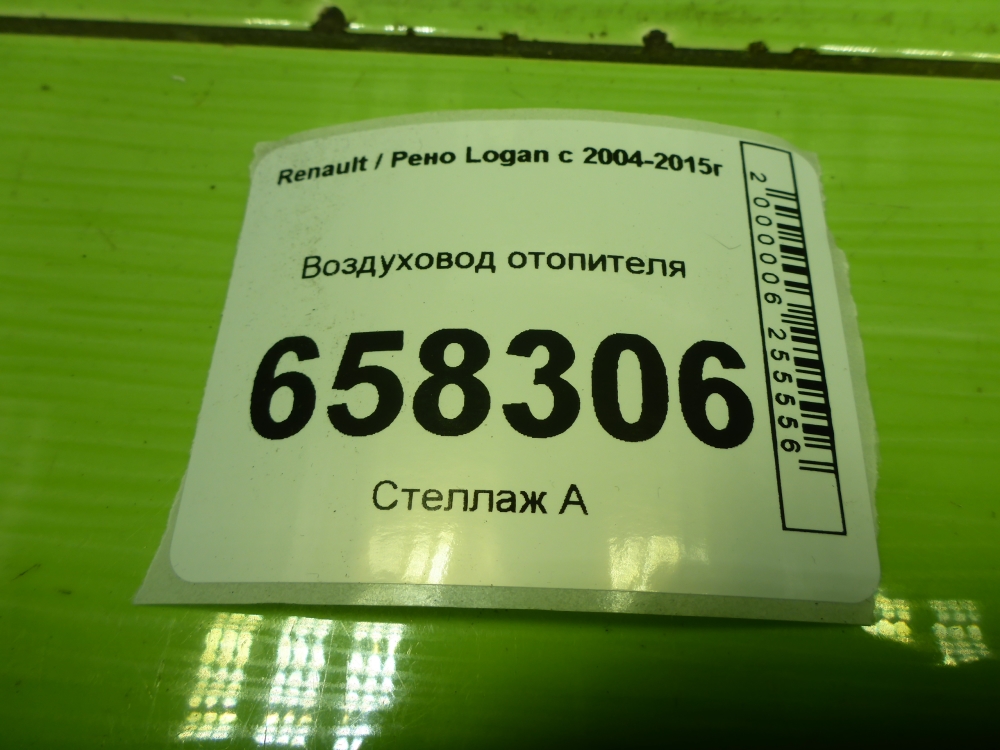 Renault / Рено Logan с 2004-2015г
Воздуховод отопителя
658306
Стеллаж А
2000006255556